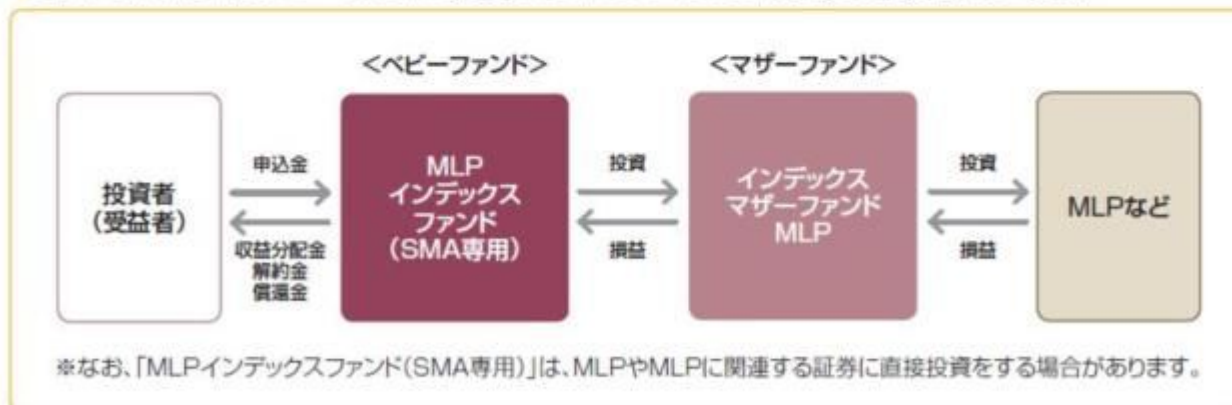 <ベビーファンド>
<マザーファンド>
投資者
(受益者)
申込金
収益分配金
解約金
償還金
MLP
インデックス
ファンド
(SMA専用)
投資
損益
インデックス
マザーファンド
MLP
投資
損益
MLPなど
※なお、「MLPインデックスファンド(SMA専用)」は、MLPやMLPに関連する証券に直接投資をする場合があります。